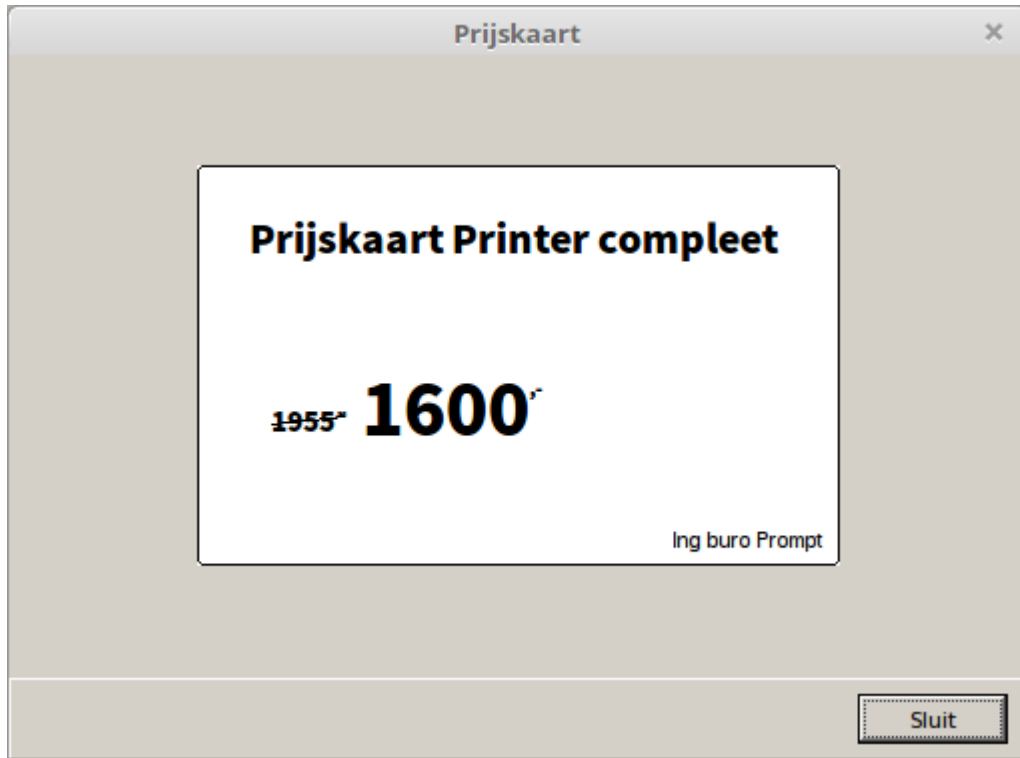 Prijskaart
Prijskaart Printer compleet
1955,- 1600,-
Ing buro Prompt
Sluit